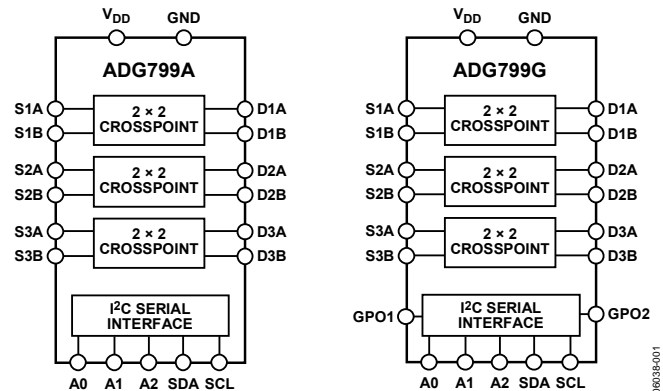 VDD GND
ADG799A
S1A 2 × 2 CROSSPOINT D1A
S1B D1B
S2A 2 × 2 CROSSPOINT D2A
S2B D2B
S3A 2 × 2 CROSSPOINT D3A
S3B D3B
I2C SERIAL
INTERFACE
A0 A1 A2 SDA SCL
VDD GND
ADG799G
S1A 2 × 2 CROSSPOINT D1A
S1B D1B
S2A 2 × 2 CROSSPOINT D2A
S2B D2B
S3A 2 × 2 CROSSPOINT D3A
S3B D3B
GPO1 I2C SERIAL INTERFACE GPO2
A0 A1 A2 SDA SCL
06038-001